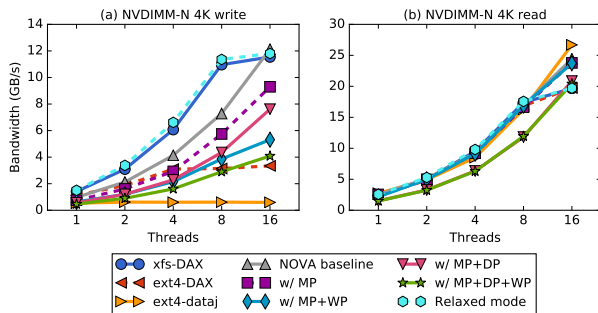 (a) NVDIMM-N 4K write
(b) NVDIMM-N 4K read
Bandwidth (GB/s)
14
12
10
8
6
4
2
0
1 2 4 8 16
Threads
30
25
20
15
10
5
0
1 2 4 8 16
Threads
xfs-DAX NOVA baseline w/ MP+DP
ext4-DAX w/ MP w/ MP+DP+WP
ext4-dataj w/ MP+WP Relaxed mode